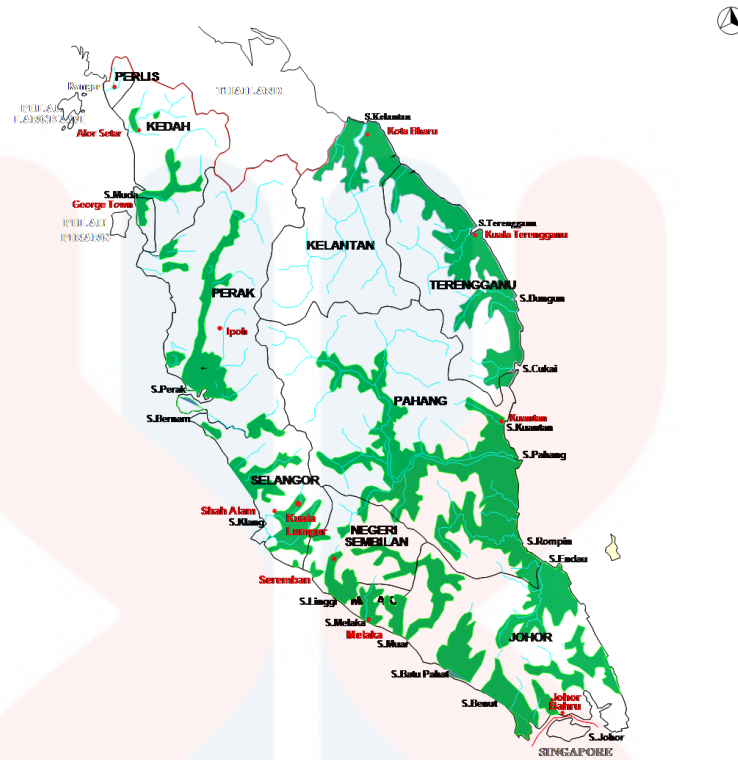 PERLIS
Kangar
THAILAND
PULAU
LANGKAWI
KEDAH
Alor Setar
S.Kelantan
Kota Bharu
S.Muda
George Town
PULAU
PINANG
S.Terengganu
Kuala Terengganu
KELANTAN
TERENGGANU
PERAK
S.Dungun
Ipoh
S.Cukai
S.Perak
PAHANG
S.Bernam
Kuantan
S.Kuantan
S.Pahang
SELANGOR
Shah Alam
S.Klang
Kuala
Lumpur
NEGERI
SEMBILAN
S.Rompin
S.Endau
Seremban
S.Linggi
S.Melaka
Melaka
S.Muar
JOHOR
S.Batu Pahat
S.Benut
Johor
Bahru
S.Johor
SINGAPORE